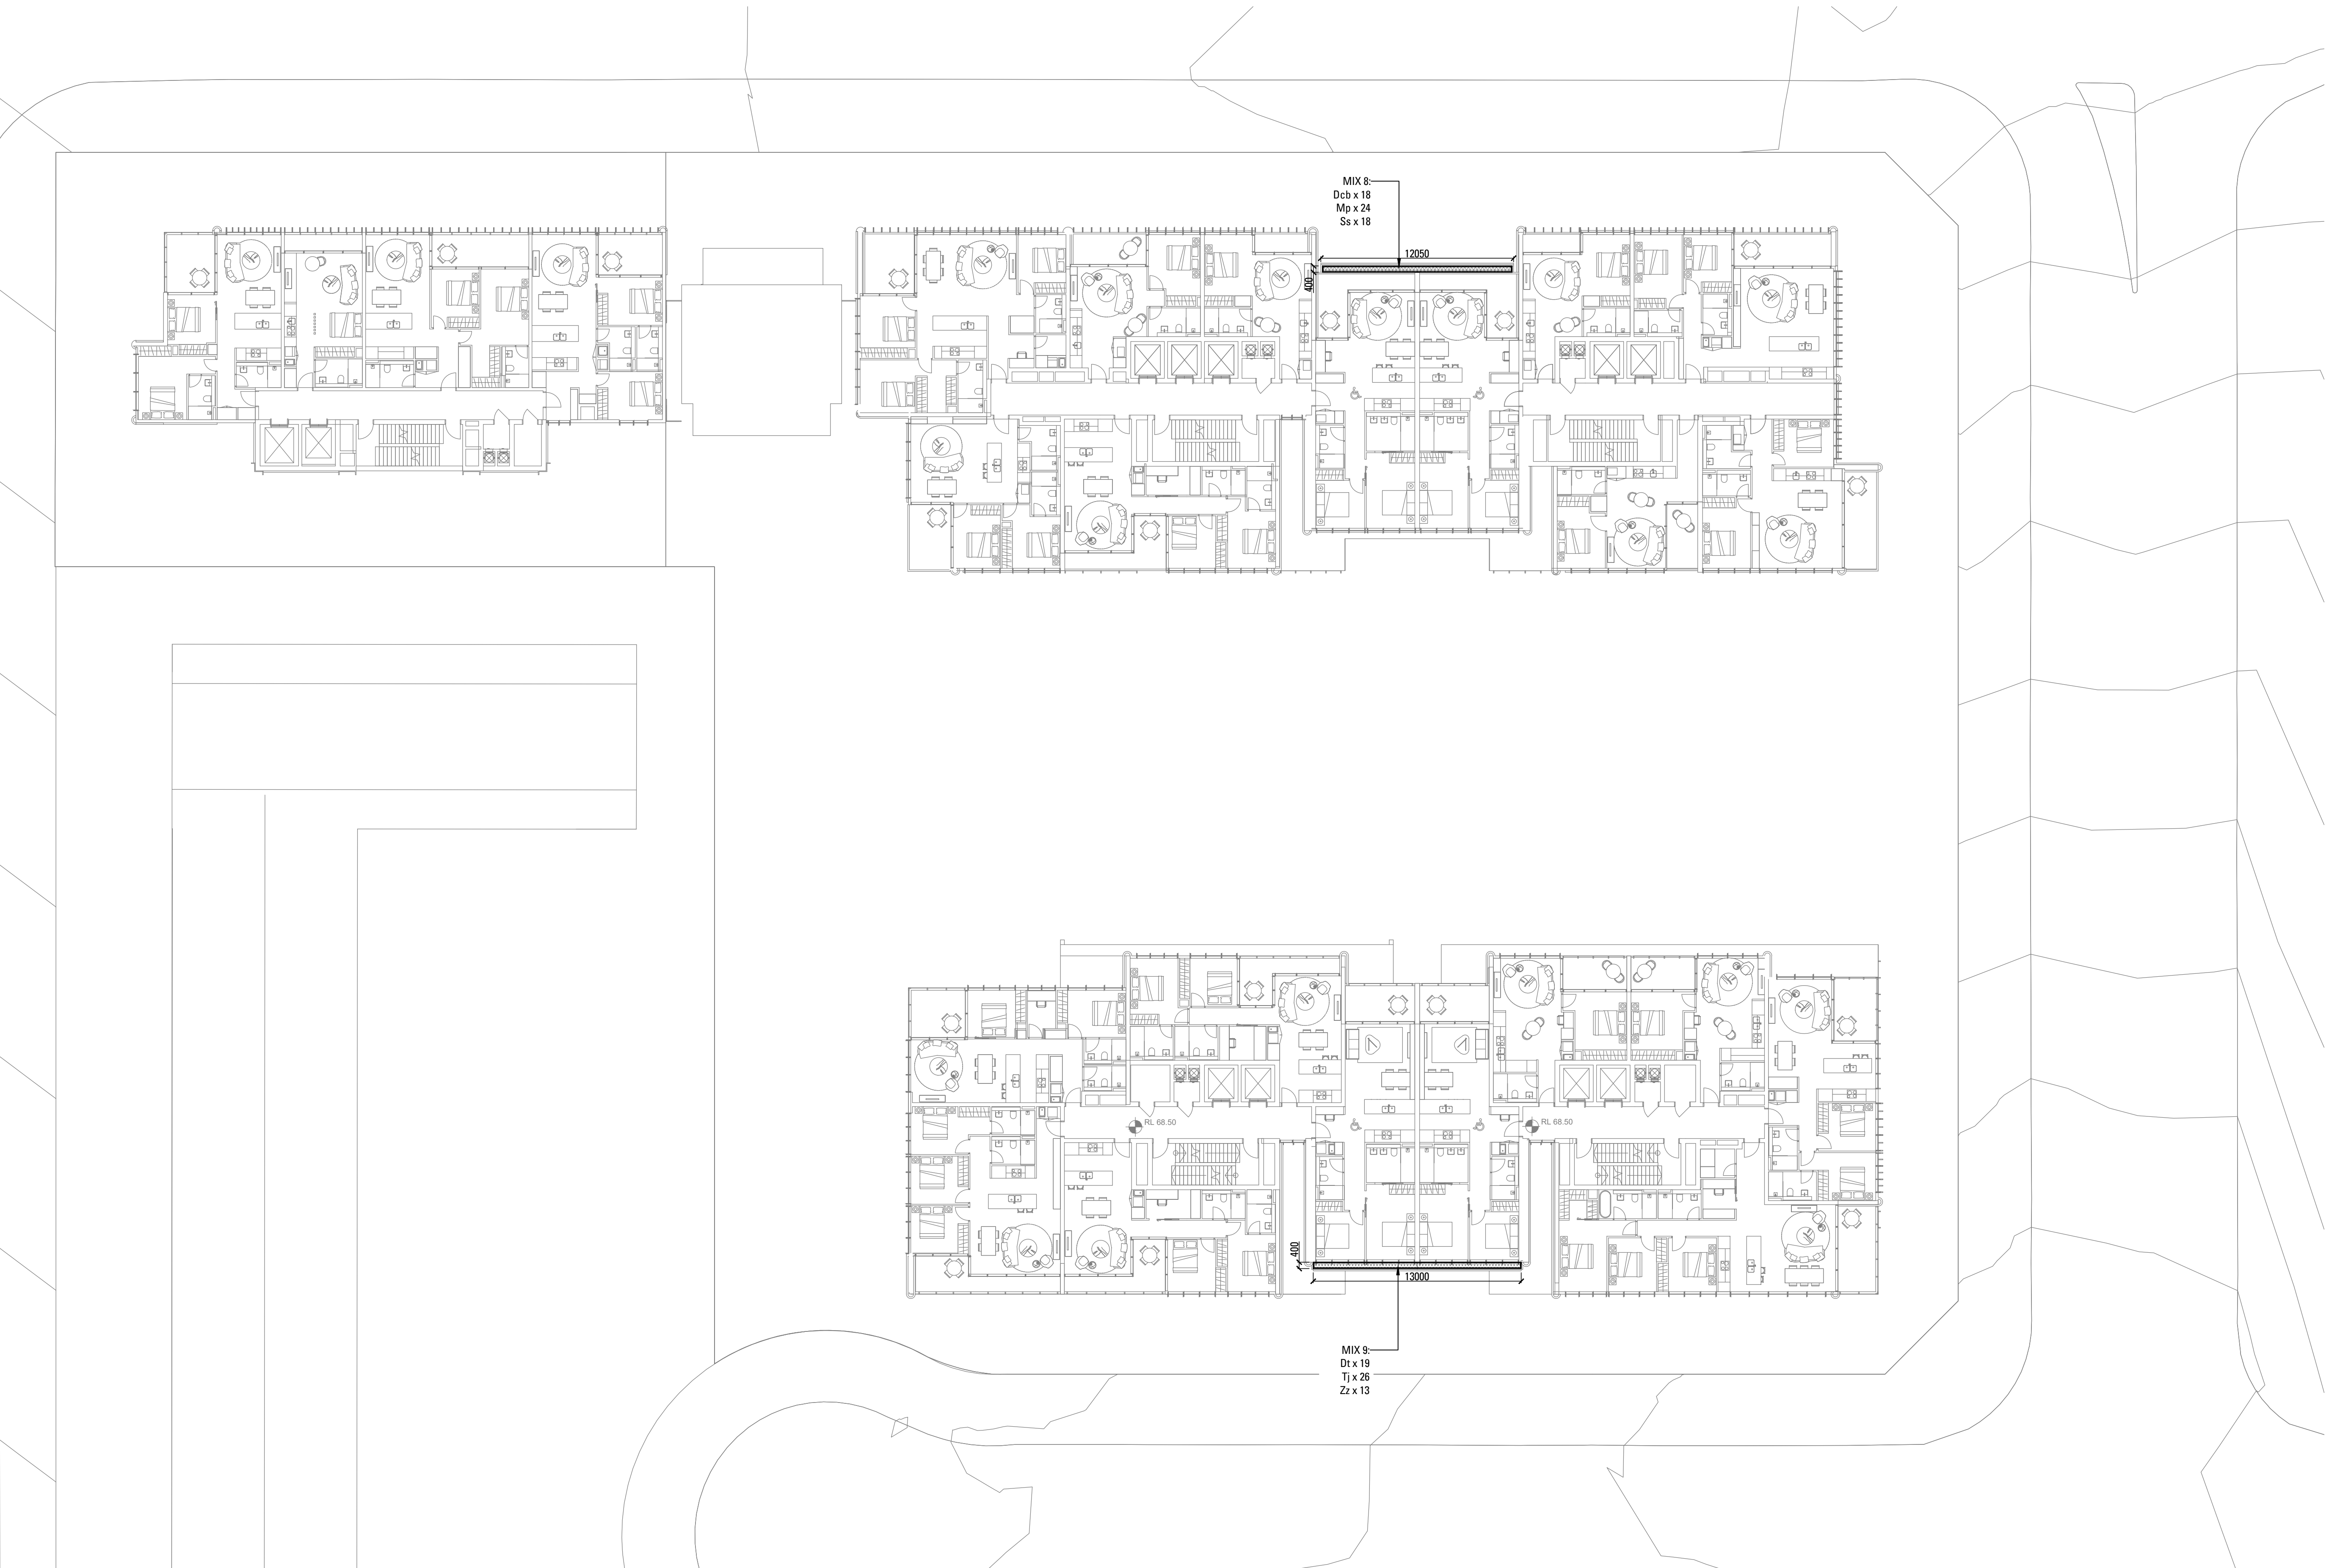 MIX 8:
Dcb x 18
Mp x 24
Ss x 18
12050
400
RL 68.50
RL 68.50
400
13000
MIX 9:
Dt x 19
Tj x 26
Zz x 13